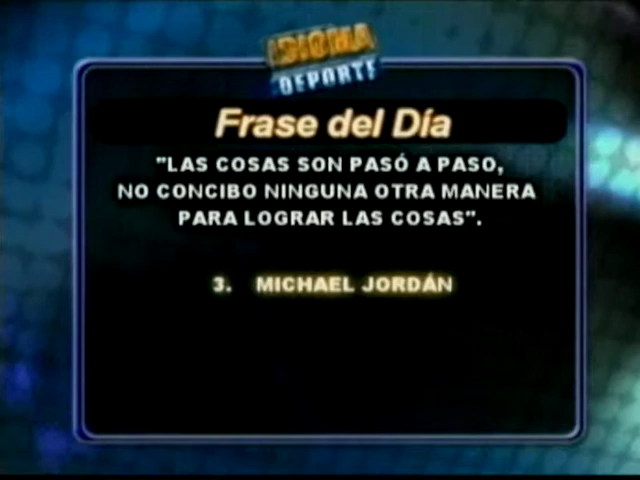 IDIOMA
DEPORTE
Frase del Día
"LAS COSAS SON PASÓ A PASO,
NO CONCIBO NINGUNA OTRA MANERA
PARA LOGRAR LAS COSAS".
3. MICHAEL JORDÁN